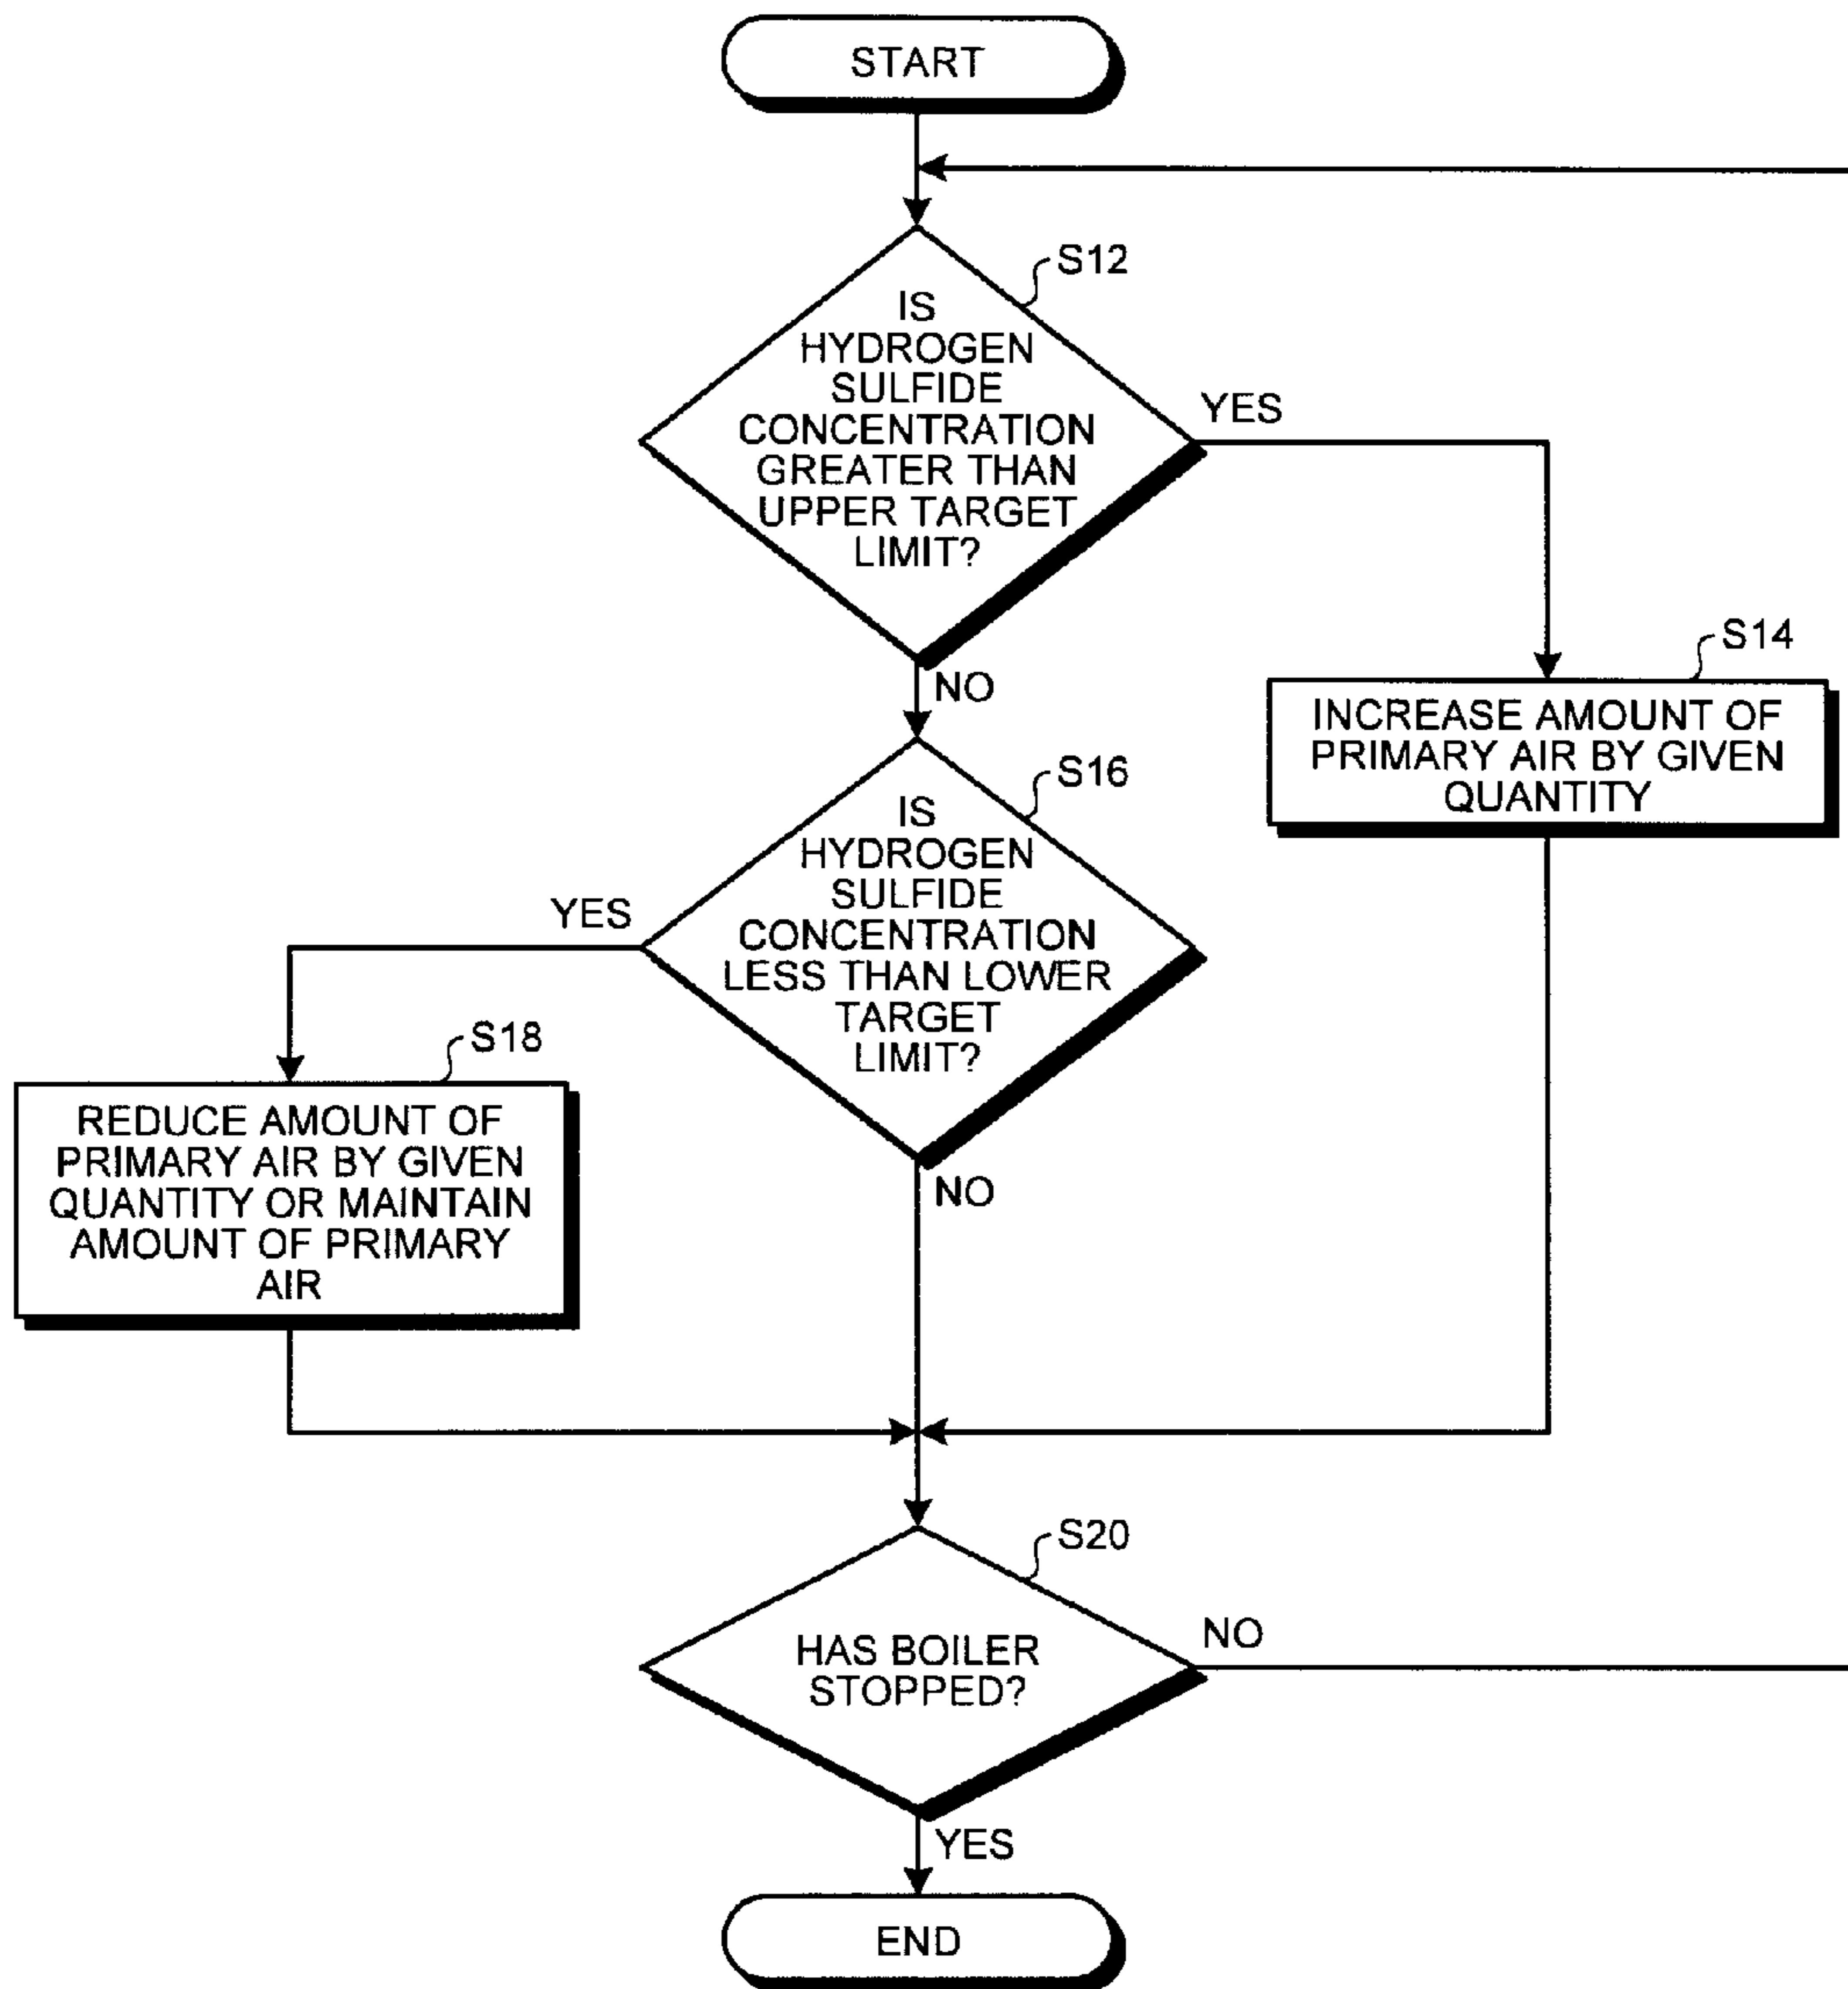 START
S12
IS
HYDROGEN
SULFIDE
CONCENTRATION
GREATER THAN
UPPER TARGET
LIMIT?
YES
NO
S14
INCREASE AMOUNT OF
PRIMARY AIR BY GIVEN
QUANTITY
S16
IS
HYDROGEN
SULFIDE
CONCENTRATION
LESS THAN LOWER
TARGET
LIMIT?
YES
NO
S18
REDUCE AMOUNT OF
PRIMARY AIR BY GIVEN
QUANTITY OR MAINTAIN
AMOUNT OF PRIMARY
AIR
S20
HAS BOILER
STOPPED?
NO
YES
END